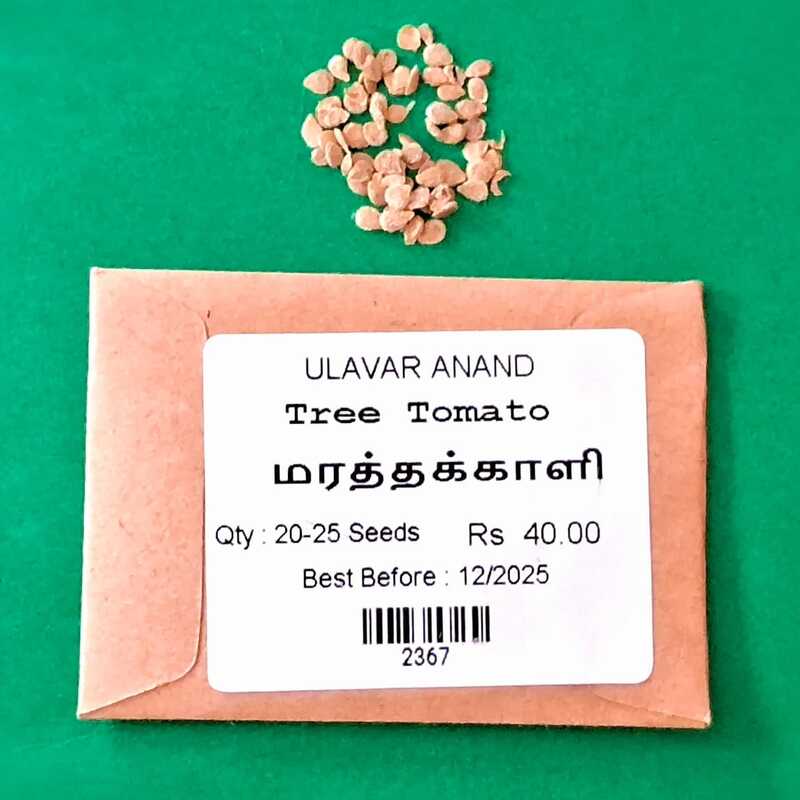 ULAVAR ANAND
Tree Tomato
மரத்தக்காளி
Qty : 20-25 Seeds Rs 40.00
Best Before : 12/2025
2367